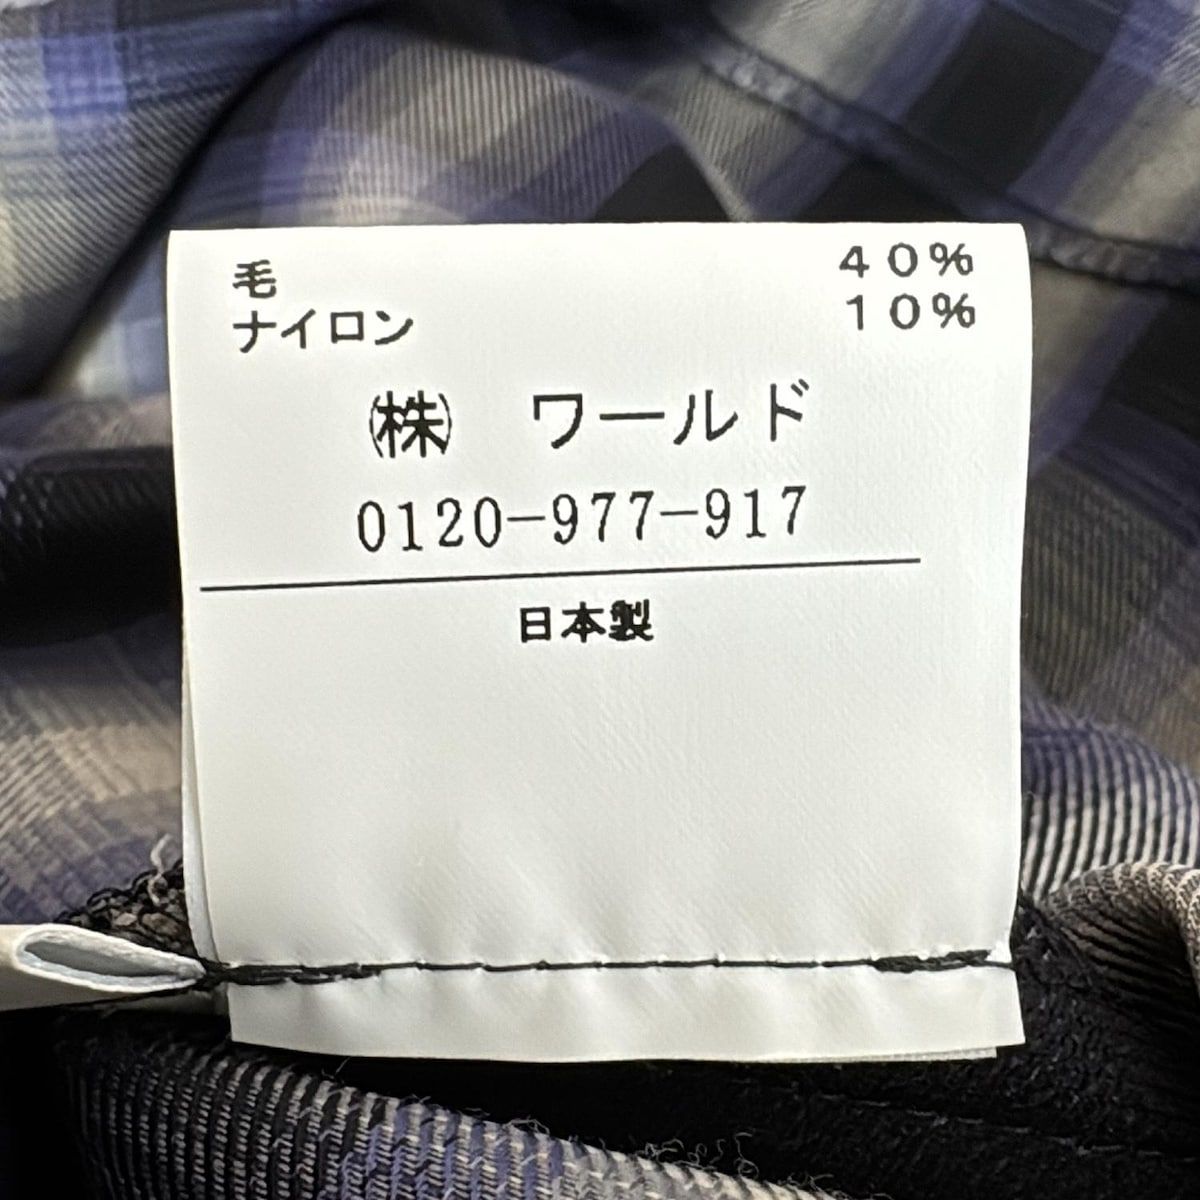 毛 ４０％
ナイロン １０％
㈱ ワールド
0120-977-917
日本製